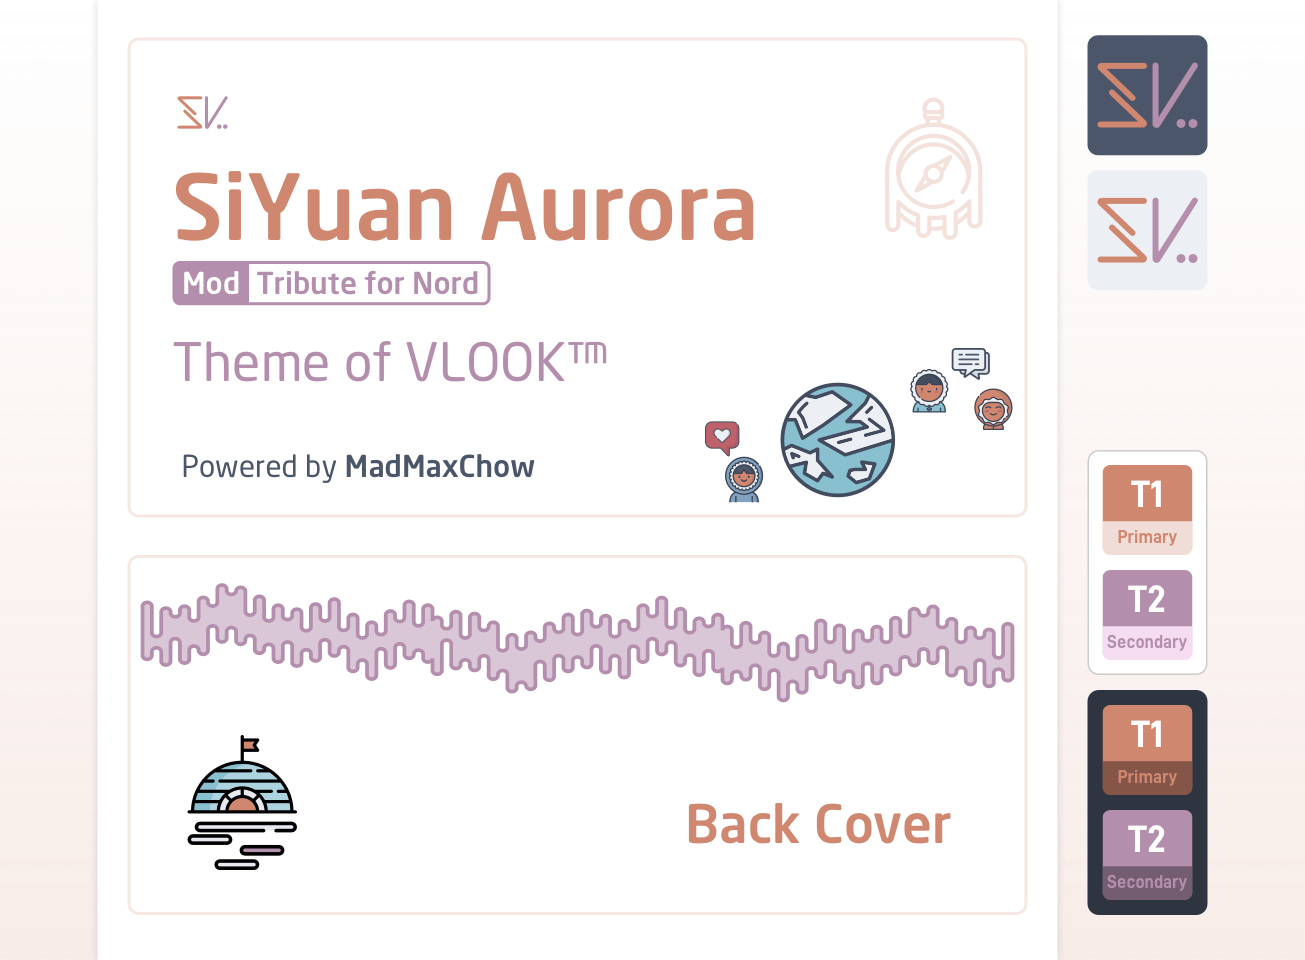 SiYuan Aurora
Mod Tribute for Nord
Theme of VLOOK™
Powered by MadMaxChow
Back Cover
T1
Primary
T2
Secondary
T1
Primary
T2
Secondary